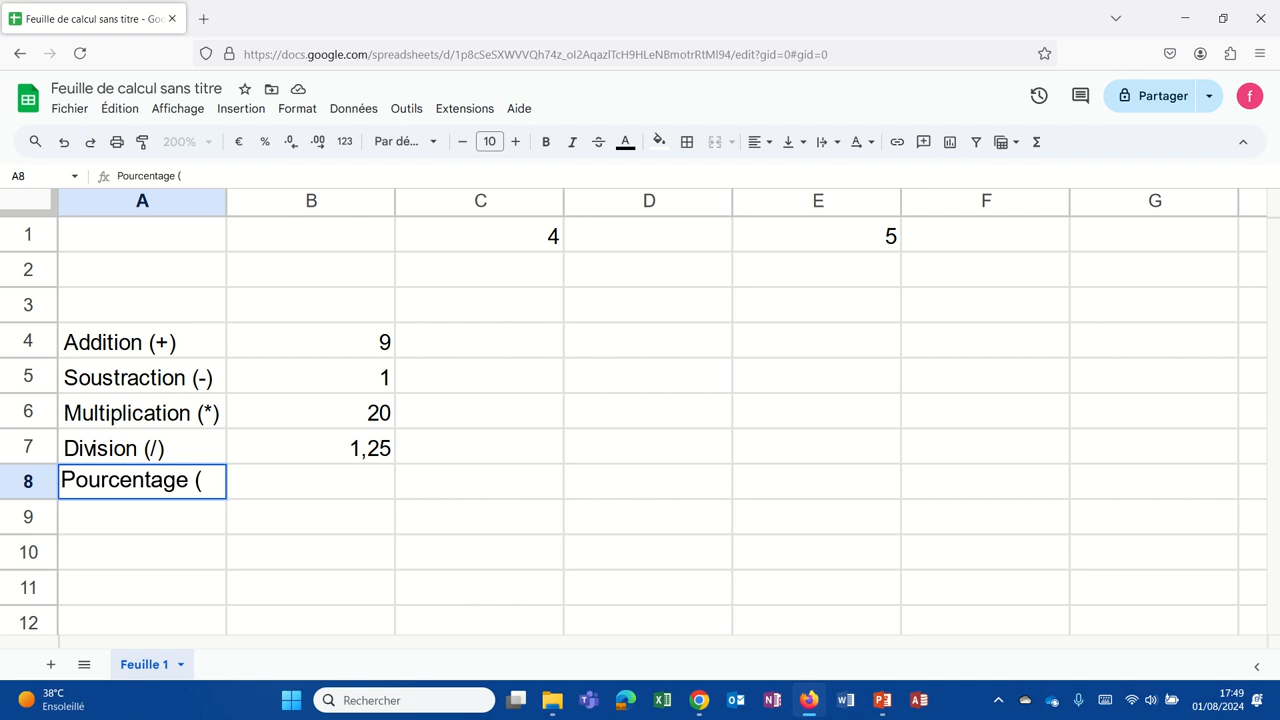 Feuille de calcul sans titre - Goo
https://docs.google.com/spreadsheets/d/1p8cSeSXWVVQh74z_oI2AqazlTcH9HLeNBmotrRtMl94/edit?gid=0#gid=0
Feuille de calcul sans titre
Fichier Édition Affichage Insertion Format Données Outils Extensions Aide
Partager
f
200% € % .0 .00 123 Par dé... 10 B I S A Σ
A8 fx Pourcentage (
A B C D E F G
1 4 5
2
3
4 Addition (+) 9
5 Soustraction (-) 1
6 Multiplication (*) 20
7 Division (/) 1,25
8 Pourcentage (
9
10
11
12
Feuille 1
38°C
Ensoleillé
Rechercher
17:49
01/08/2024